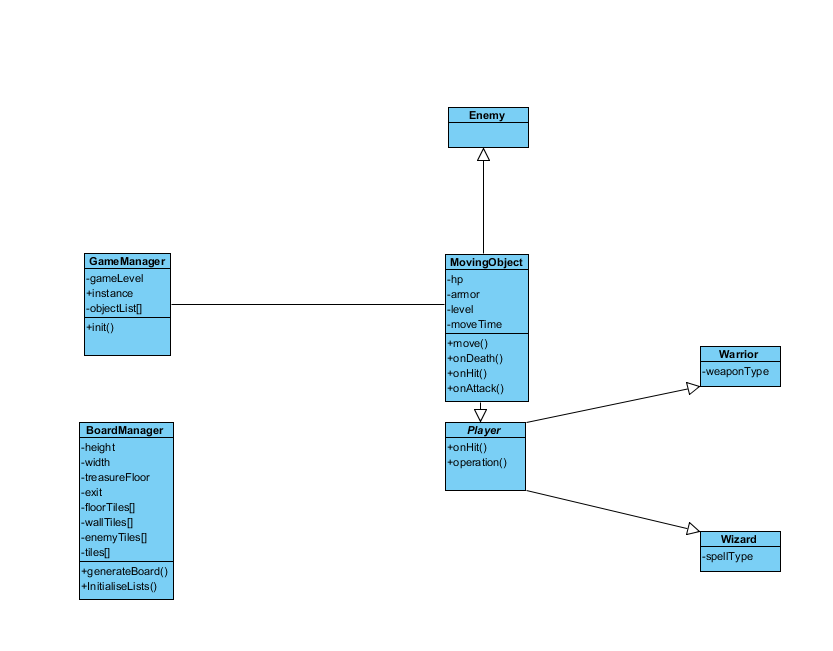 Enemy
GameManager
-gameLevel
+instance
-objectList[]
+init()
MovingObject
-hp
-armor
-level
-moveTime
+move()
+onDeath()
+onHit()
+onAttack()
Warrior
-weaponType
BoardManager
-height
-width
-treasureFloor
-exit
-floorTiles[]
-wallTiles[]
-enemyTiles[]
-tiles[]
+generateBoard()
+InitialiseLists()
Player
+onHit()
+operation()
Wizard
-spellType